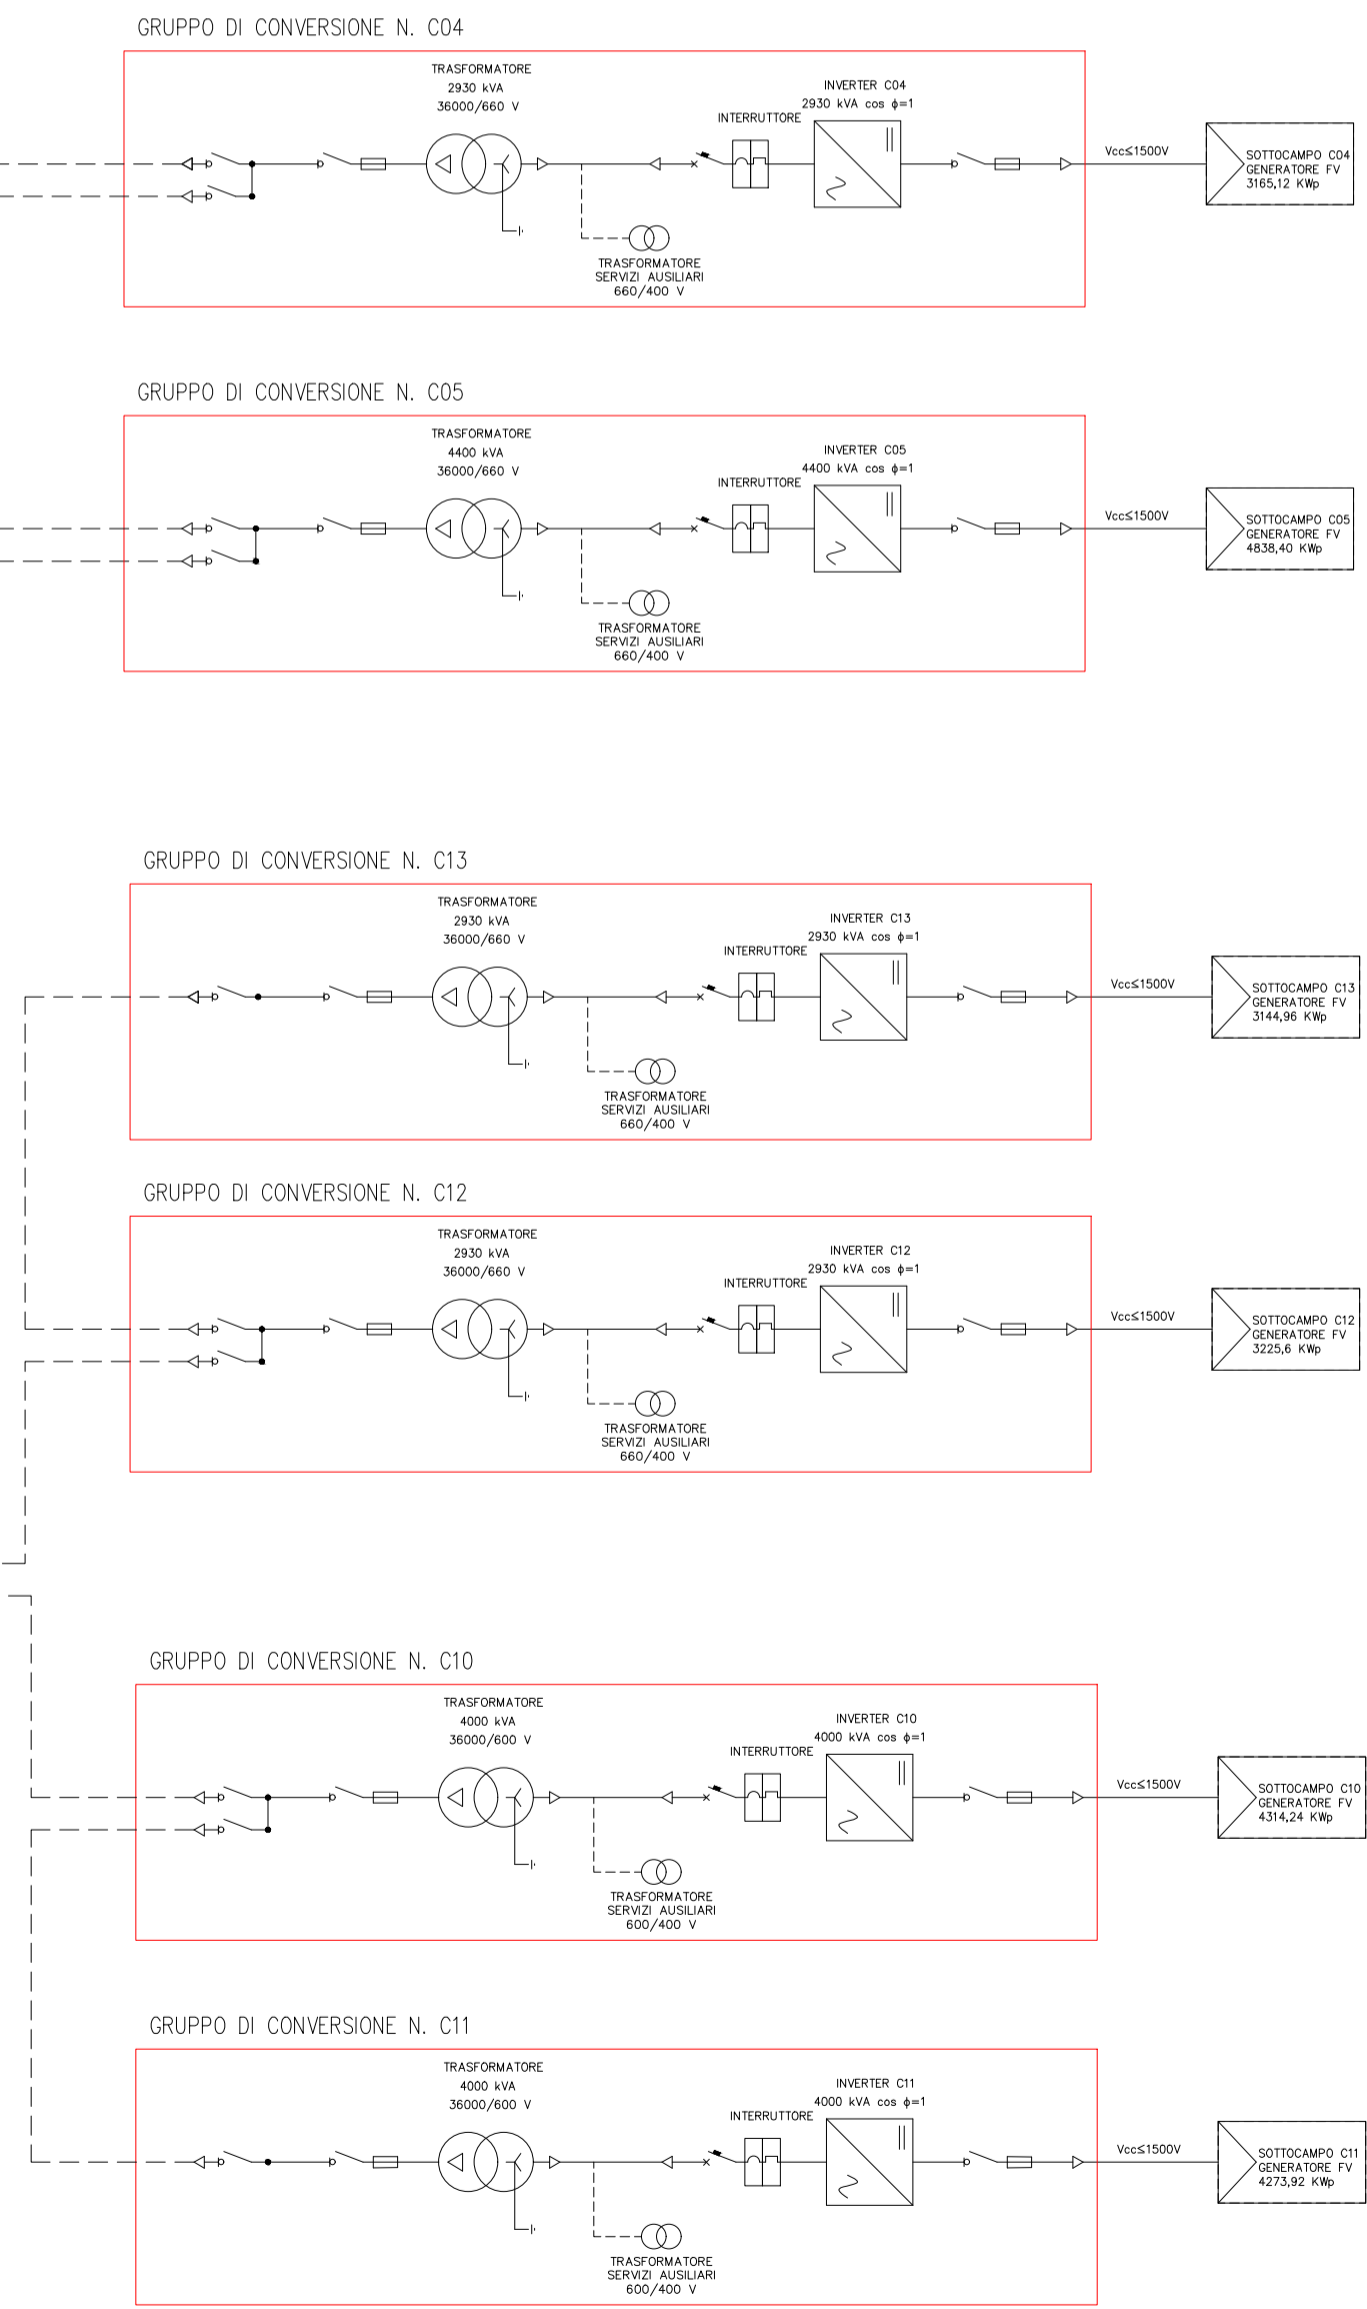 GRUPPO DI CONVERSIONE N. C04
TRASFORMATORE
2930 kVA
36000/660 V
INTERRUTTORE
INVERTER C04
2930 kVA cos ϕ=1
Vcc≤1500V
SOTTOCAMPO C04
GENERATORE FV
3165,12 KWp
TRASFORMATORE
SERVIZI AUSILIARI
660/400 V
GRUPPO DI CONVERSIONE N. C05
TRASFORMATORE
4400 kVA
36000/660 V
INTERRUTTORE
INVERTER C05
4400 kVA cos ϕ=1
Vcc≤1500V
SOTTOCAMPO C05
GENERATORE FV
4838,40 KWp
TRASFORMATORE
SERVIZI AUSILIARI
660/400 V
GRUPPO DI CONVERSIONE N. C13
TRASFORMATORE
2930 kVA
36000/660 V
INTERRUTTORE
INVERTER C13
2930 kVA cos ϕ=1
Vcc≤1500V
SOTTOCAMPO C13
GENERATORE FV
3144,96 KWp
TRASFORMATORE
SERVIZI AUSILIARI
660/400 V
GRUPPO DI CONVERSIONE N. C12
TRASFORMATORE
2930 kVA
36000/660 V
INTERRUTTORE
INVERTER C12
2930 kVA cos ϕ=1
Vcc≤1500V
SOTTOCAMPO C12
GENERATORE FV
3225,6 KWp
TRASFORMATORE
SERVIZI AUSILIARI
660/400 V
GRUPPO DI CONVERSIONE N. C10
TRASFORMATORE
4000 kVA
36000/600 V
INTERRUTTORE
INVERTER C10
4000 kVA cos ϕ=1
Vcc≤1500V
SOTTOCAMPO C10
GENERATORE FV
4314,24 KWp
TRASFORMATORE
SERVIZI AUSILIARI
600/400 V
GRUPPO DI CONVERSIONE N. C11
TRASFORMATORE
4000 kVA
36000/600 V
INTERRUTTORE
INVERTER C11
4000 kVA cos ϕ=1
Vcc≤1500V
SOTTOCAMPO C11
GENERATORE FV
4273,92 KWp
TRASFORMATORE
SERVIZI AUSILIARI
600/400 V